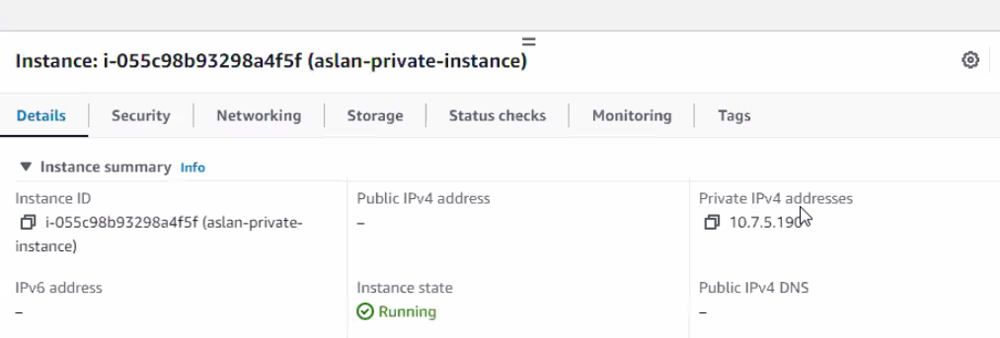 Instance: i-055c98b93298a4f5f (aslan-private-instance)
Details Security Networking Storage Status checks Monitoring Tags
Instance summary Info
Instance ID Public IPv4 address Private IPv4 addresses
i-055c98b93298a4f5f (aslan-private- – 10.7.5.190
instance)
IPv6 address Instance state Public IPv4 DNS
– Running –